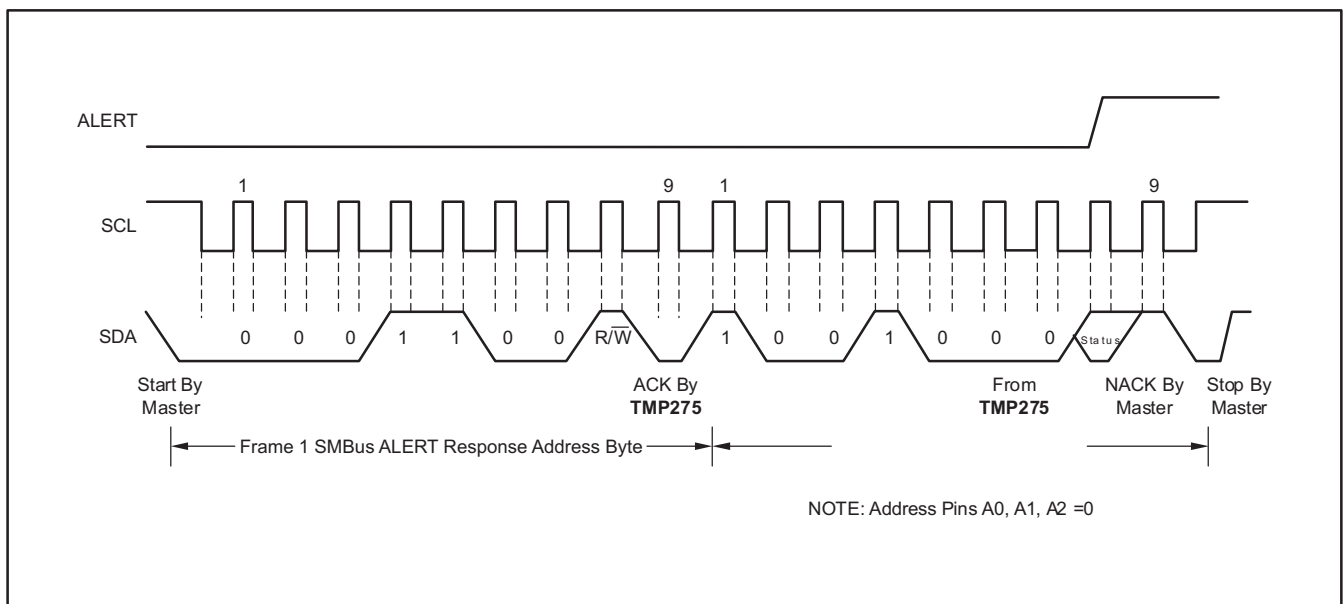 ALERT
1 9 1 9
SCL
SDA
0 0 0 1 1 0 0 R/W̅ 1 0 0 1 0 0 0 Status
Start By
Master
ACK By
TMP275
From
TMP275
NACK By
Master
Stop By
Master
Frame 1 SMBus ALERT Response Address Byte
NOTE: Address Pins A0, A1, A2 =0